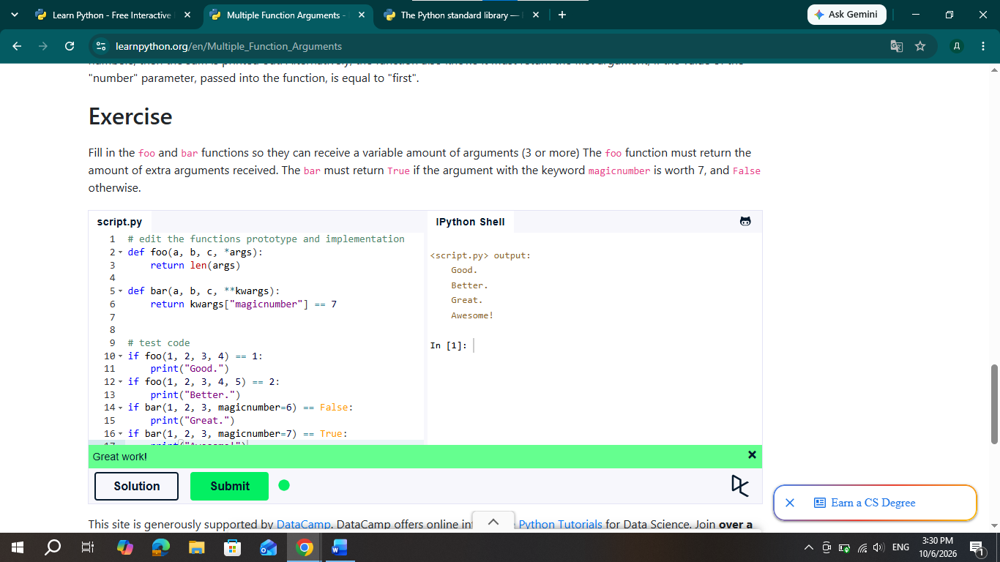 Learn Python - Free Interactive
Multiple Function Arguments -
The Python standard library —
Ask Gemini
learnpython.org/en/Multiple_Function_Arguments
"number" parameter, passed into the function, is equal to "first".
Exercise
Fill in the foo and bar functions so they can receive a variable amount of arguments (3 or more) The foo function must return the
amount of extra arguments received. The bar must return True if the argument with the keyword magicnumber is worth 7, and False
otherwise.
script.py
1 # edit the functions prototype and implementation
2 def foo(a, b, c, *args):
3     return len(args)
4
5 def bar(a, b, c, **kwargs):
6     return kwargs["magicnumber"] == 7
7
8
9 # test code
10 if foo(1, 2, 3, 4) == 1:
11     print("Good.")
12 if foo(1, 2, 3, 4, 5) == 2:
13     print("Better.")
14 if bar(1, 2, 3, magicnumber=6) == False:
15     print("Great.")
16 if bar(1, 2, 3, magicnumber=7) == True:
17     print("Awesome!")
IPython Shell
<script.py> output:
Good.
Better.
Great.
Awesome!
In [1]:
Great work!
Solution
Submit
Earn a CS Degree
This site is generously supported by DataCamp. DataCamp offers online Python Tutorials for Data Science. Join over a
ENG
3:30 PM
10/6/2026
1